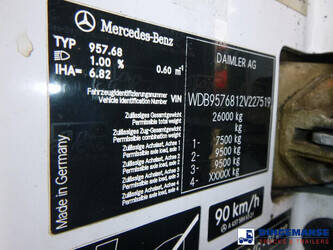 Mercedes-Benz
DAIMLER AG
TYP 957.68
1.00 % 0.60 m⁻¹
IHA= 6.82
Fahrzeugidentifizierungsnummer
Vehicle Identification Number VIN WDB9576812V227519
Zulässiges Gesamtgewicht 26000 kg
Permissible total weight
Zulässiges Zug-Gesamtgewicht kg
Permissible combination weight kg
Zulässige Achslast, Achse 1 1- 7500 kg
Permissible axle load, axle 1
Zulässige Achslast, Achse 2 2- 9500 kg
Permissible axle load, axle 2
Zulässige Achslast, Achse 3 3- 9500 kg
Permissible axle load, axle 3
Zulässige Achslast, Achse 4 4- XXXXX kg
Permissible axle load, axle 4
Made in Germany
90 km/h